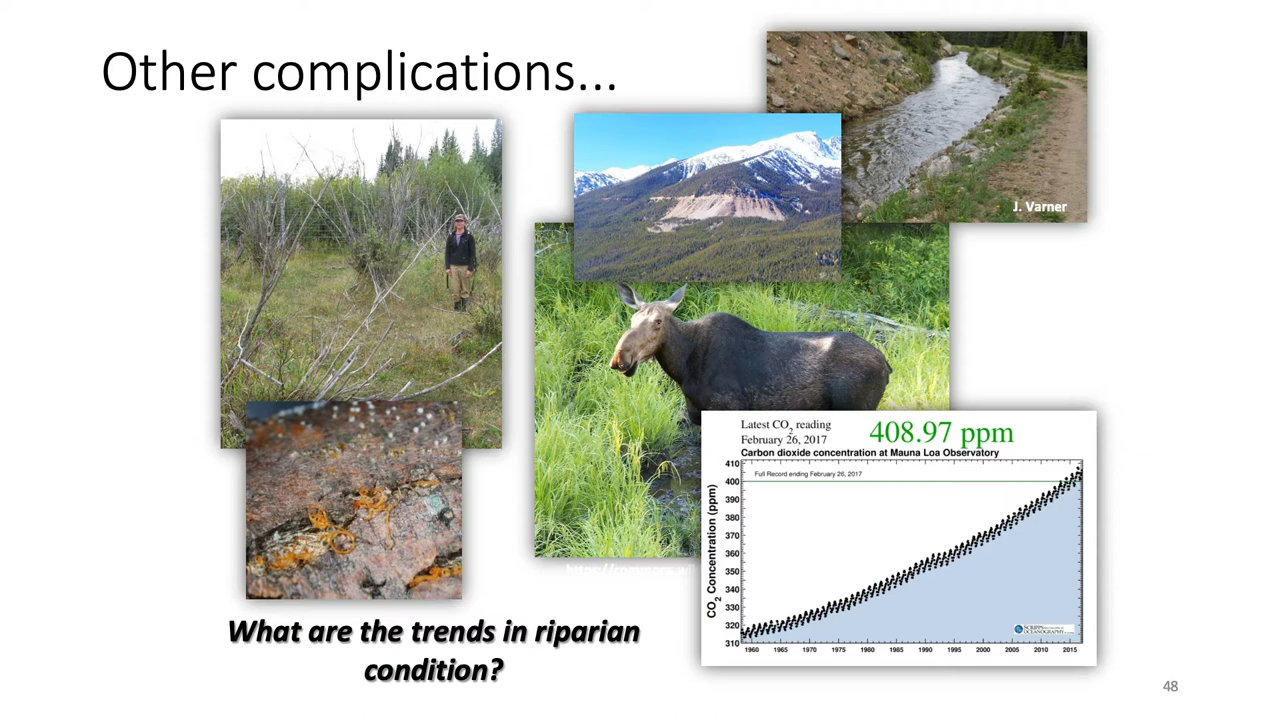 Other complications...
J. Varner
Latest CO2 reading
February 26, 2017
408.97 ppm
Carbon dioxide concentration at Mauna Loa Observatory
Full Record ending February 26, 2017
CO2 Concentration (ppm)
410
400
390
380
370
360
350
340
330
320
310
1960 1965 1970 1975 1980 1985 1990 1995 2000 2005 2010 2015
SCRIPPS
OCEANOGRAPHY
What are the trends in riparian
condition?
48